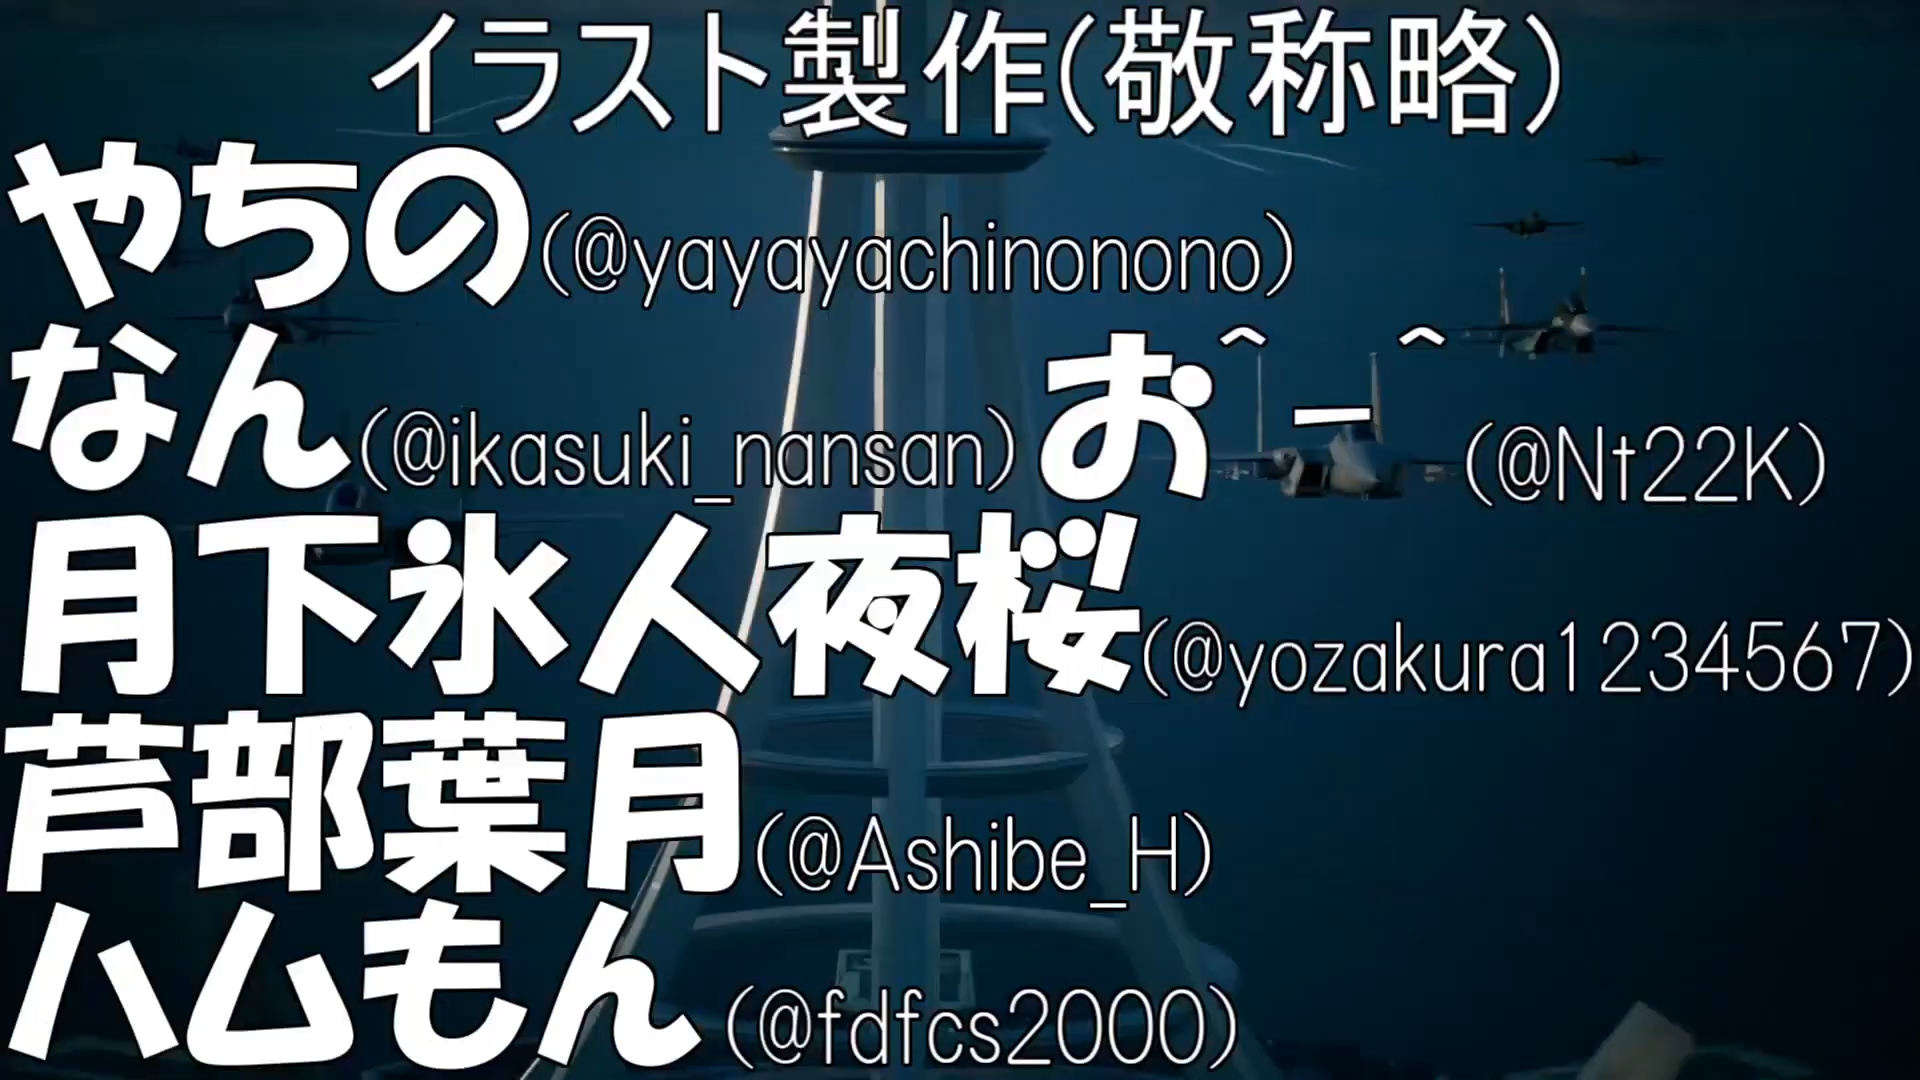 イラスト製作(敬称略)
やちの(@yayayachinonono)
なん(@ikasuki_nansan) お^_^(@Nt22K)
月下氷人夜桜(@yozakura1234567)
芦部葉月(@Ashibe_H)
ハムもん(@fdfcs2000)